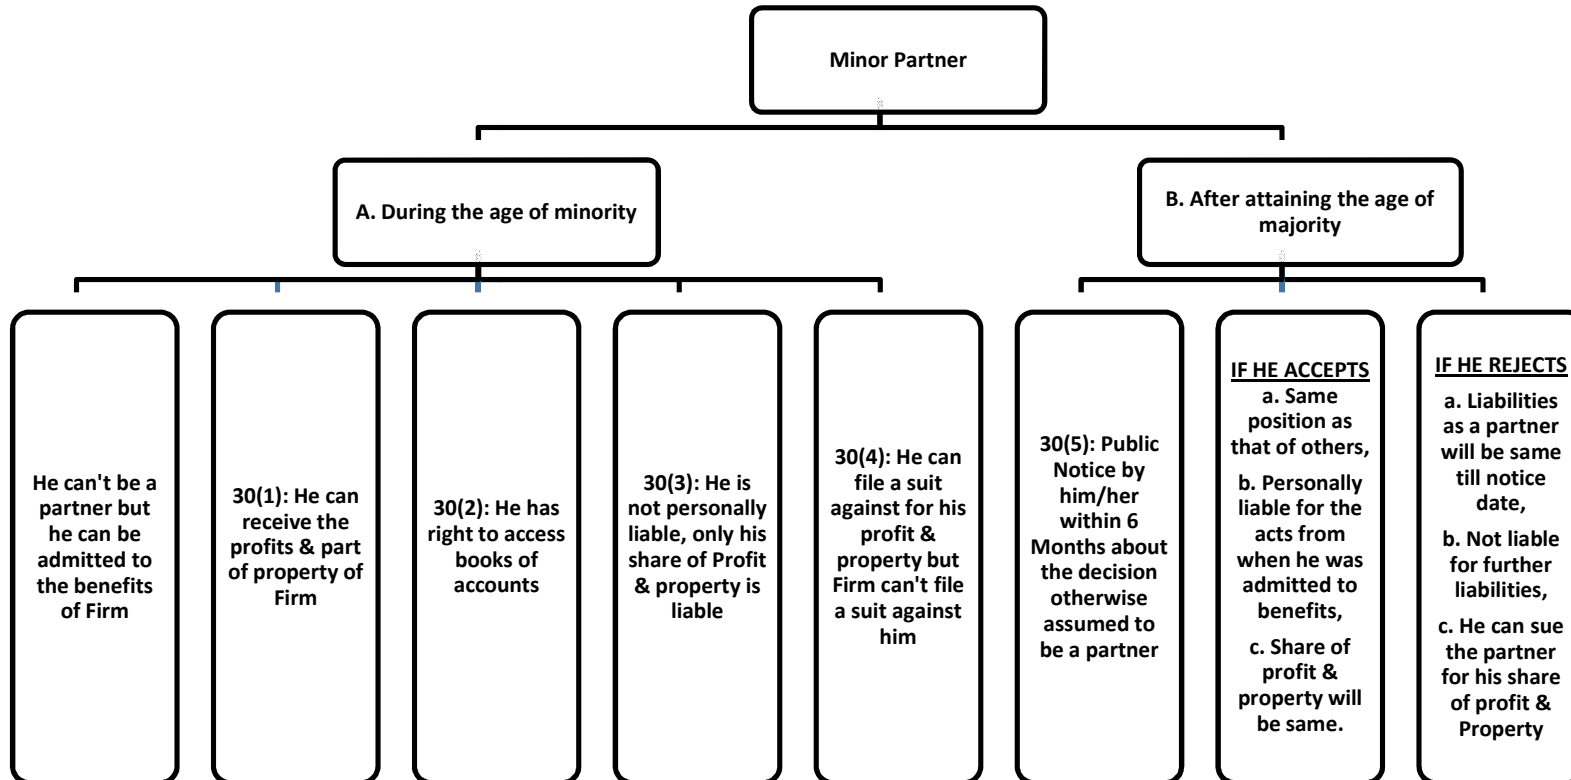 Minor Partner
A. During the age of minority
B. After attaining the age of
majority
He can't be a
partner but
he can be
admitted to
the benefits
of Firm
30(1): He can
receive the
profits & part
of property of
Firm
30(2): He has
right to access
books of
accounts
30(3): He is
not personally
liable, only his
share of Profit
& property is
liable
30(4): He can
file a suit
against for his
profit &
property but
Firm can't file
a suit against
him
30(5): Public
Notice by
him/her
within 6
Months about
the decision
otherwise
assumed to
be a partner
IF HE ACCEPTS
a. Same
position as
that of others,
b. Personally
liable for the
acts from
when he was
admitted to
benefits,
c. Share of
profit &
property will
be same.
IF HE REJECTS
a. Liabilities
as a partner
will be same
till notice
date,
b. Not liable
for further
liabilities,
c. He can sue
the partner
for his share
of profit &
Property